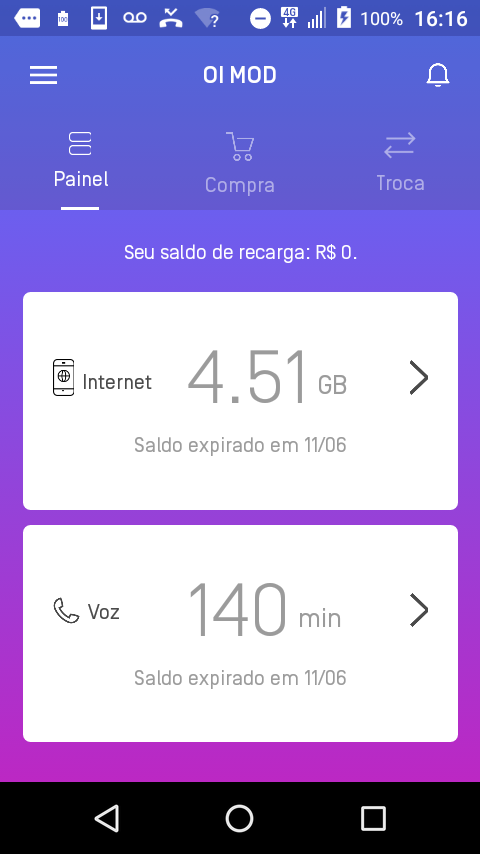 100 ? 4G 100% 16:16
OI MOD
Painel
Compra
Troca
Seu saldo de recarga: R$ 0.
Internet 4.51 GB
Saldo expirado em 11/06
Voz 140 min
Saldo expirado em 11/06